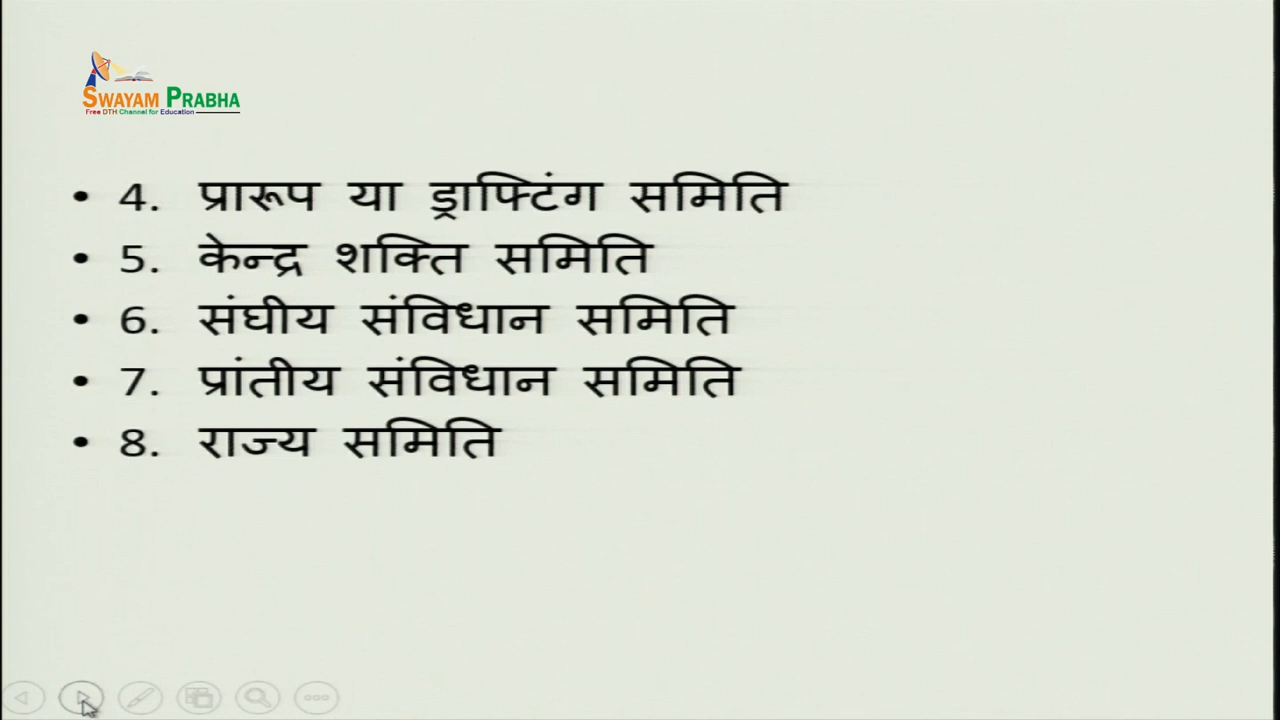 SWAYAM PRABHA
Free DTH Channel for Education
• 4. प्रारूप या ड्राफ्टिंग समिति
• 5. केन्द्र शक्ति समिति
• 6. संघीय संविधान समिति
• 7. प्रांतीय संविधान समिति
• 8. राज्य समिति